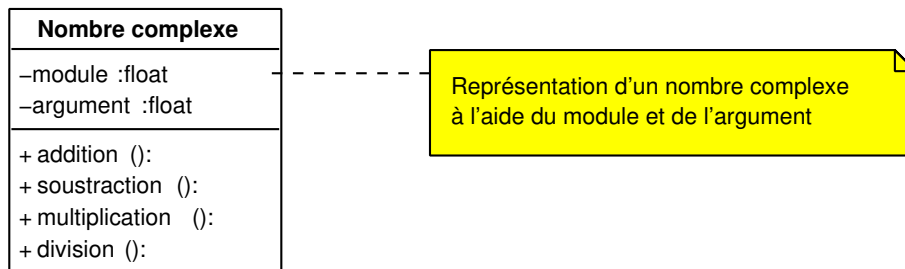 Nombre complexe
–module :float
–argument :float
+ addition ():
+ soustraction ():
+ multiplication ():
+ division ():
Représentation d'un nombre complexe
à l'aide du module et de l'argument